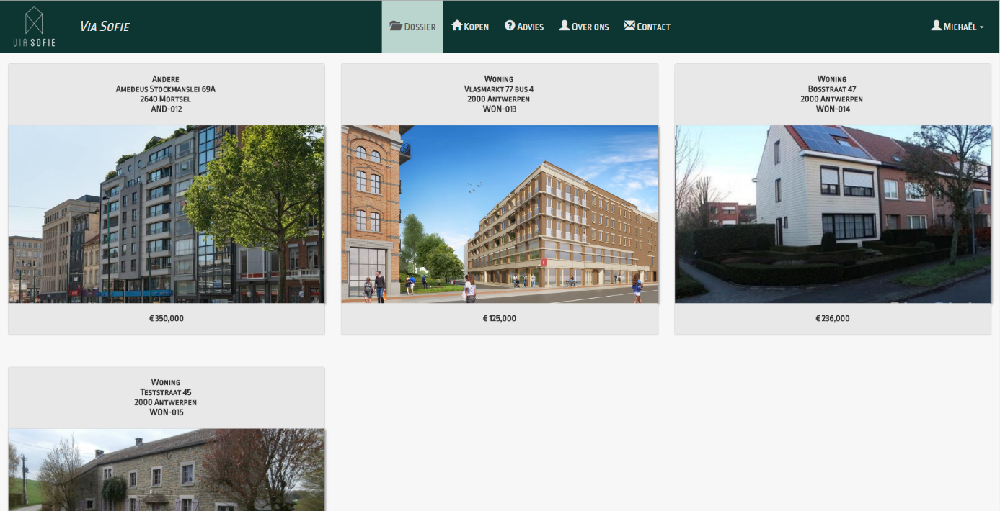 VIA SOFIE
Via Sofie
Dossier
Kopen
Advies
Over ons
Contact
Michaël
Andere
Amedeus Stockmanslei 69A
2640 Mortsel
AND-012
€ 350,000
Woning
Vlasmarkt 77 bus 4
2000 Antwerpen
WON-013
€ 125,000
Woning
Bosstraat 47
2000 Antwerpen
WON-014
€ 236,000
Woning
Teststraat 45
2000 Antwerpen
WON-015